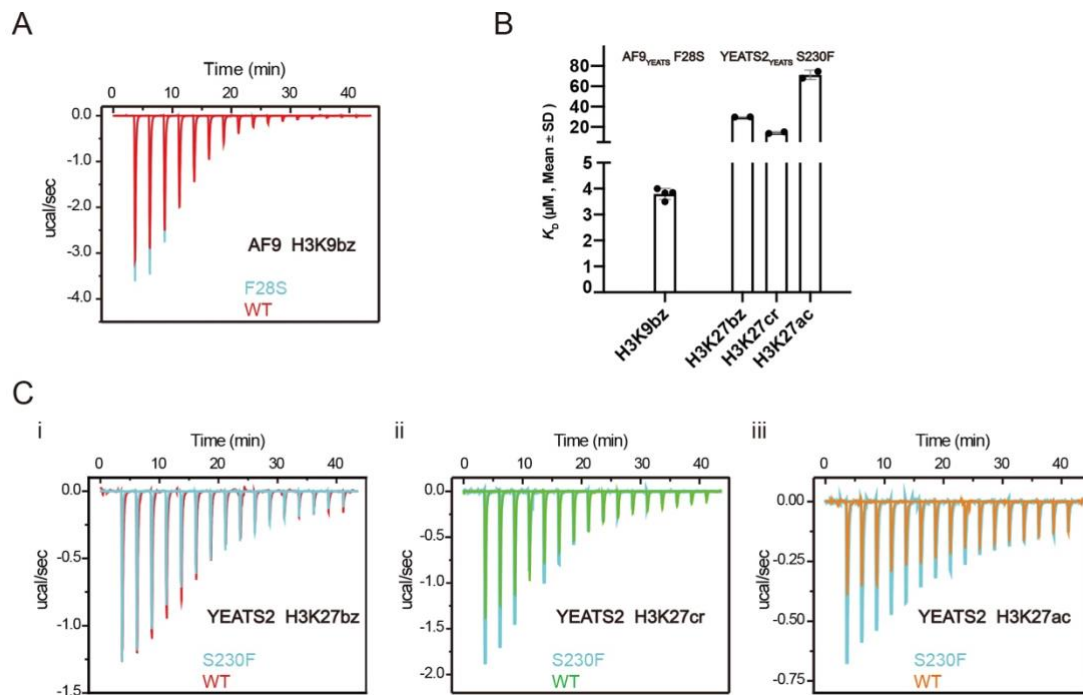 A
Time (min)
0 10 20 30 40
0.0
-1.0
-2.0
-3.0
-4.0
ucal/sec
AF9 H3K9bz
F28S
WT
B
AF9YEATS F28S YEATS2YEATS S230F
80
60
40
20
5
4
3
2
1
0
KD (μM , Mean ± SD)
H3K9bz
H3K27bz
H3K27cr
H3K27ac
C
i
Time (min)
0 10 20 30 40
0.0
-0.5
-1.0
-1.5
ucal/sec
YEATS2 H3K27bz
S230F
WT
ii
Time (min)
0 10 20 30 40
0.0
-0.5
-1.0
-1.5
-2.0
ucal/sec
YEATS2 H3K27cr
S230F
WT
iii
Time (min)
0 10 20 30 40
0.00
-0.25
-0.50
-0.75
ucal/sec
YEATS2 H3K27ac
S230F
WT